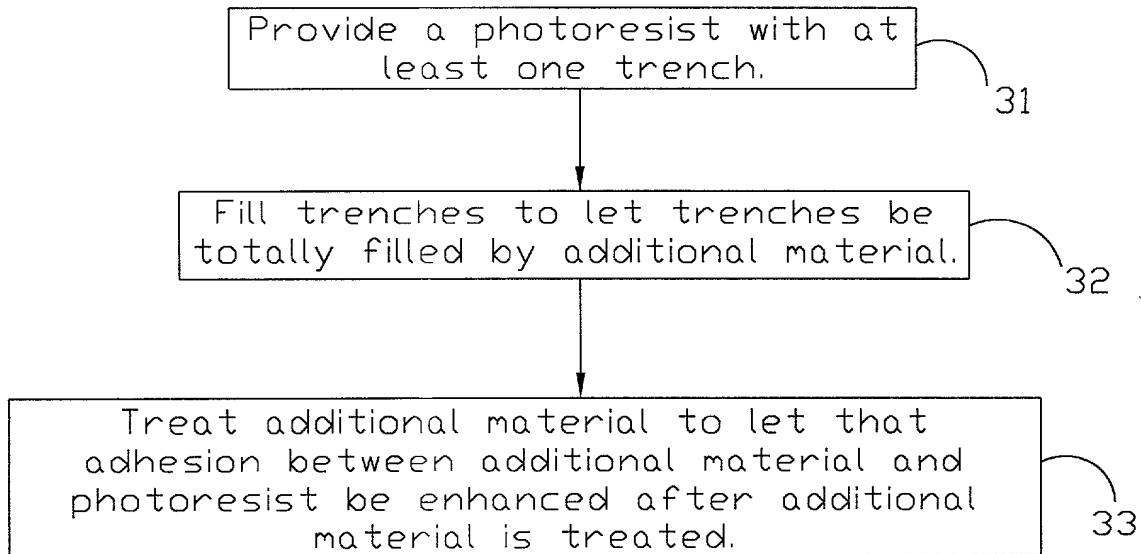 Provide a photoresist with at
least one trench.
31
Fill trenches to let trenches be
totally filled by additional material.
32
Treat additional material to let that
adhesion between additional material and
photoresist be enhanced after additional
material is treated.
33